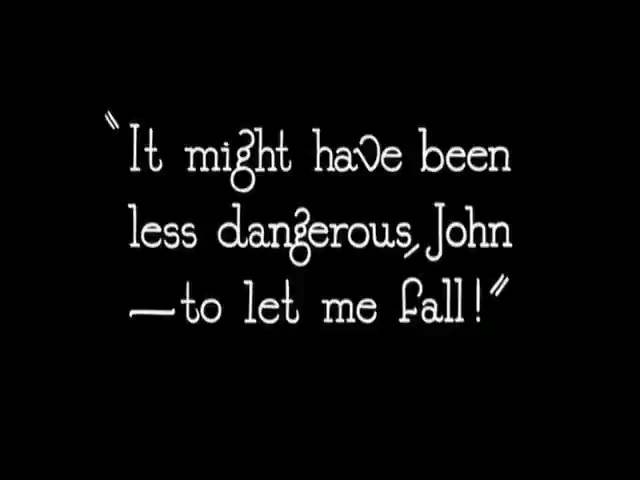 "It might have been
less dangerous, John
—to let me fall!"